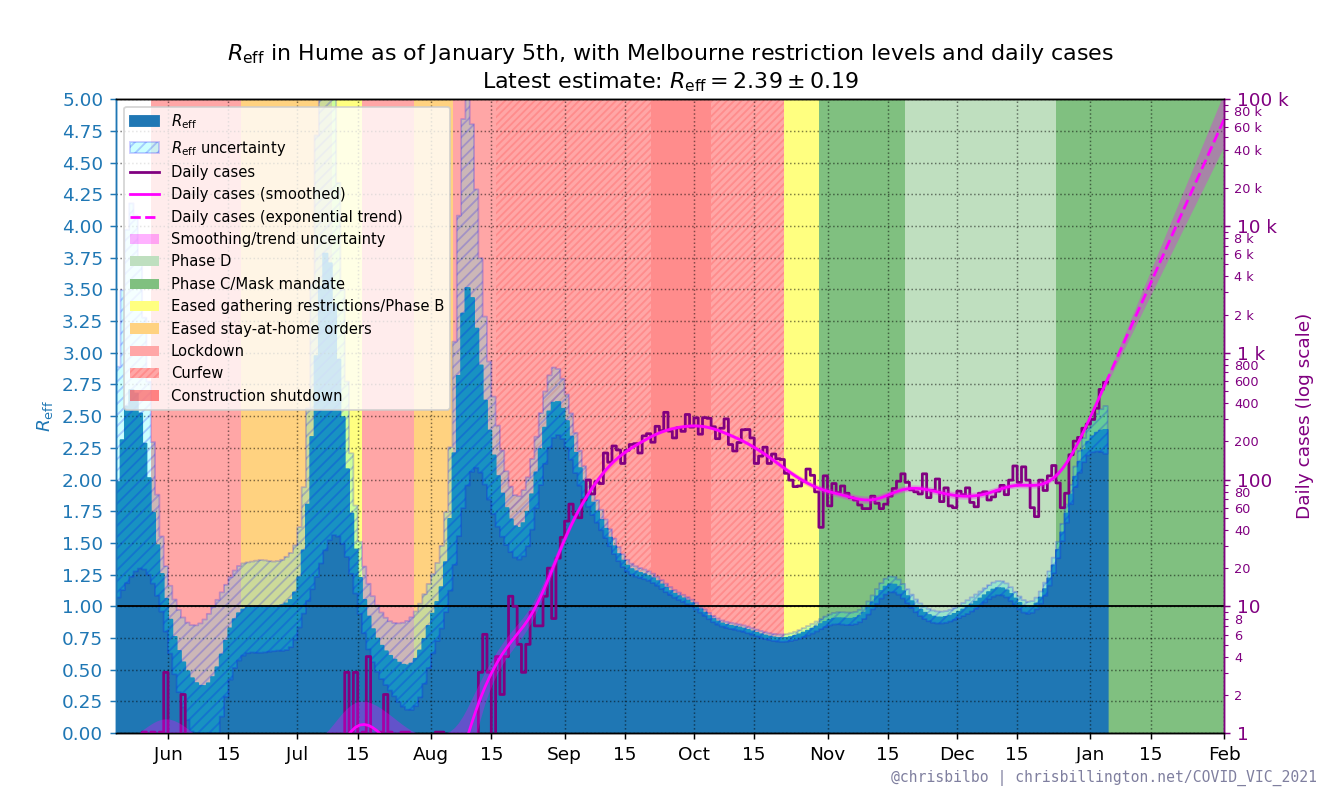 R_eff in Hume as of January 5th, with Melbourne restriction levels and daily cases
Latest estimate: R_eff = 2.39 ± 0.19
R_eff
R_eff uncertainty
Daily cases
Daily cases (smoothed)
Daily cases (exponential trend)
Smoothing/trend uncertainty
Phase D
Phase C/Mask mandate
Eased gathering restrictions/Phase B
Eased stay-at-home orders
Lockdown
Curfew
Construction shutdown
R_eff
5.00
4.75
4.50
4.25
4.00
3.75
3.50
3.25
3.00
2.75
2.50
2.25
2.00
1.75
1.50
1.25
1.00
0.75
0.50
0.25
0.00
Jun 15 Jul 15 Aug 15 Sep 15 Oct 15 Nov 15 Dec 15 Jan 15 Feb
100 k
80 k
60 k
40 k
20 k
10 k
8 k
6 k
4 k
2 k
1 k
800
600
400
200
100
80
60
40
20
10
8
6
4
2
1
Daily cases (log scale)
@chrisbilbo | chrisbillington.net/COVID_VIC_2021